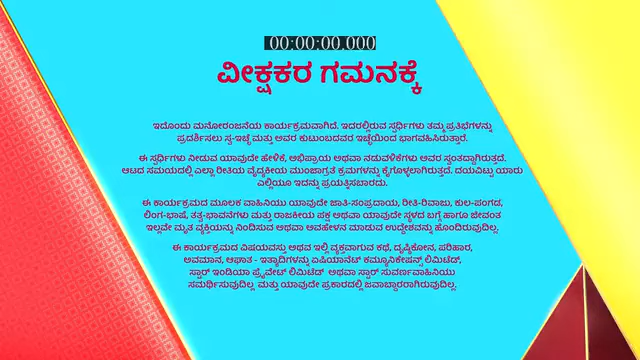 00:00:00.000
ವೀಕ್ಷಕರ ಗಮನಕ್ಕೆ
ಇದೊಂದು ಮನೋರಂಜನೆಯ ಕಾರ್ಯಕ್ರಮವಾಗಿದೆ. ಇದರಲ್ಲಿರುವ ಸ್ಪರ್ಧಿಗಳು ತಮ್ಮ ಪ್ರತಿಭೆಗಳನ್ನು
ಪ್ರದರ್ಶಿಸಲು ಸ್ವ-ಇಚ್ಛೆ ಮತ್ತು ಅವರ ಕುಟುಂಬದವರ ಇಚ್ಛೆಯಿಂದ ಭಾಗವಹಿಸಿರುತ್ತಾರೆ.
ಈ ಸ್ಪರ್ಧಿಗಳು ನೀಡುವ ಯಾವುದೇ ಹೇಳಿಕೆ, ಅಭಿಪ್ರಾಯ ಅಥವಾ ನಡುವಳಿಕೆಗಳು ಅವರ ಸ್ವಂತದ್ದಾಗಿರುತ್ತದೆ.
ಆಟದ ಸಮಯದಲ್ಲಿ ಎಲ್ಲಾ ರೀತಿಯ ವೈದ್ಯಕೀಯ ಮುಂಜಾಗ್ರತೆ ಕ್ರಮಗಳನ್ನು ಕೈಗೊಳ್ಳಲಾಗಿರುತ್ತದೆ. ದಯವಿಟ್ಟು ಯಾರು
ಎಲ್ಲಿಯೂ ಇದನ್ನು ಪ್ರಯತ್ನಿಸಬಾರದು.
ಈ ಕಾರ್ಯಕ್ರಮದ ಮೂಲಕ ವಾಹಿನಿಯು ಯಾವುದೇ ಜಾತಿ-ಸಂಪ್ರದಾಯ, ರೀತಿ-ರಿವಾಜು, ಕುಲ-ಪಂಗಡ,
ಲಿಂಗ-ಭಾಷೆ, ತತ್ವ-ಭಾವನೆಗಳು ಮತ್ತು ರಾಜಕೀಯ ಪಕ್ಷ ಅಥವಾ ಯಾವುದೇ ಸ್ಥಳದ ಬಗ್ಗೆ ಹಾಗೂ ಜೀವಂತ
ಇಲ್ಲವೇ ಮೃತ ವ್ಯಕ್ತಿಯನ್ನು ನಿಂದಿಸುವ ಅಥವಾ ಅವಹೇಳನ ಮಾಡುವ ಉದ್ದೇಶವನ್ನು ಹೊಂದಿರುವುದಿಲ್ಲ.
ಈ ಕಾರ್ಯಕ್ರಮದ ವಿಷಯವಸ್ತು ಅಥವ ಇಲ್ಲಿ ವ್ಯಕ್ತವಾಗುವ ಕಥೆ, ದೃಷ್ಟಿಕೋನ, ಪರಿಹಾರ,
ಅವಮಾನ, ಆಘಾತ - ಇತ್ಯಾದಿಗಳನ್ನು ಏಷಿಯಾನೆಟ್ ಕಮ್ಯೂನಿಕೇಷನ್ಸ್ ಲಿಮಿಟೆಡ್,
ಸ್ಟಾರ್ ಇಂಡಿಯಾ ಪ್ರೈವೇಟ್ ಲಿಮಿಟೆಡ್ ಅಥವಾ ಸ್ಟಾರ್ ಸುವರ್ಣವಾಹಿನಿಯು
ಸಮರ್ಥಿಸುವುದಿಲ್ಲ ಮತ್ತು ಯಾವುದೇ ಪ್ರಕಾರದಲ್ಲಿ ಜವಾಬ್ದಾರರಾಗಿರುವುದಿಲ್ಲ.